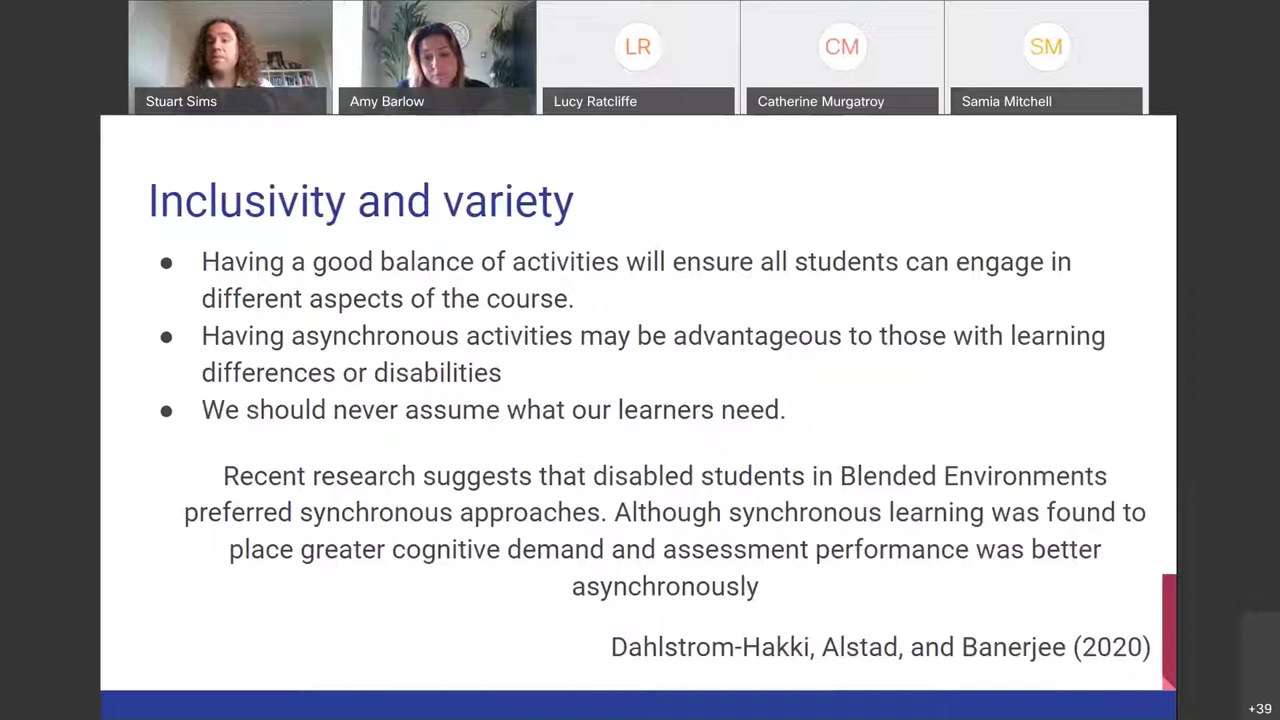 LR
CM
SM
Stuart Sims
Amy Barlow
Lucy Ratcliffe
Catherine Murgatroy
Samia Mitchell
Inclusivity and variety
● Having a good balance of activities will ensure all students can engage in
different aspects of the course.
● Having asynchronous activities may be advantageous to those with learning
differences or disabilities
● We should never assume what our learners need.
Recent research suggests that disabled students in Blended Environments
preferred synchronous approaches. Although synchronous learning was found to
place greater cognitive demand and assessment performance was better
asynchronously
Dahlstrom-Hakki, Alstad, and Banerjee (2020)
+39